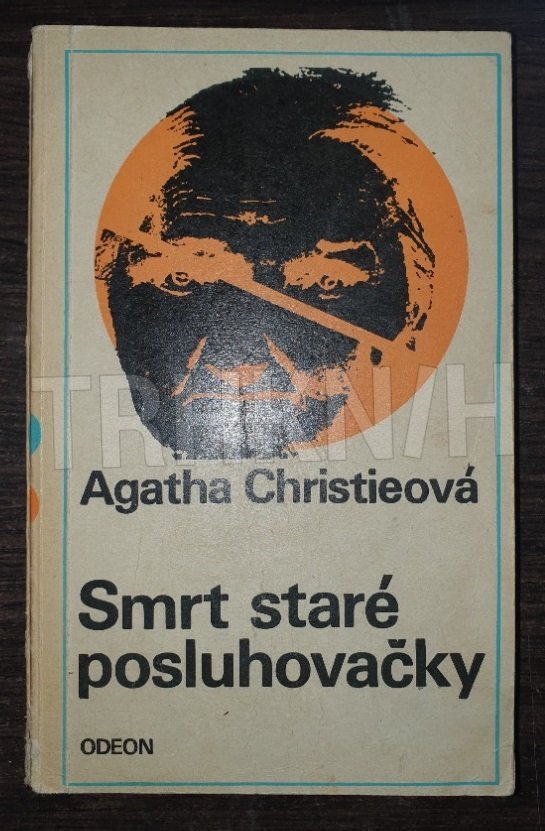 Agatha Christieová
Smrt staré
posluhovačky
ODEON